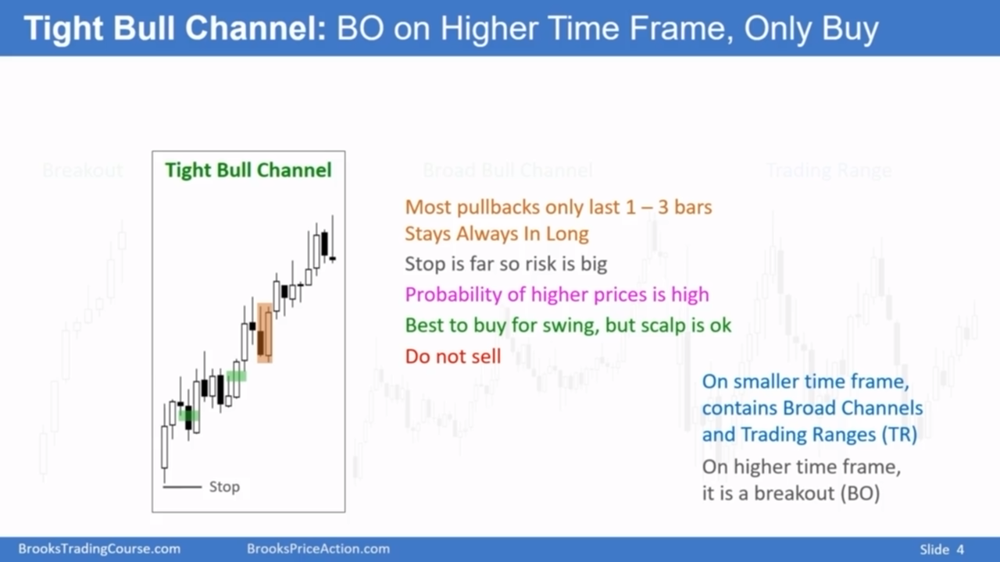 Tight Bull Channel: BO on Higher Time Frame, Only Buy
Breakout
Tight Bull Channel
Broad Bull Channel
Trading Range
Most pullbacks only last 1 – 3 bars
Stays Always In Long
Stop is far so risk is big
Probability of higher prices is high
Best to buy for swing, but scalp is ok
Do not sell
On smaller time frame,
contains Broad Channels
and Trading Ranges (TR)
On higher time frame,
it is a breakout (BO)
Stop
BrooksTradingCourse.com
BrooksPriceAction.com
Slide 4